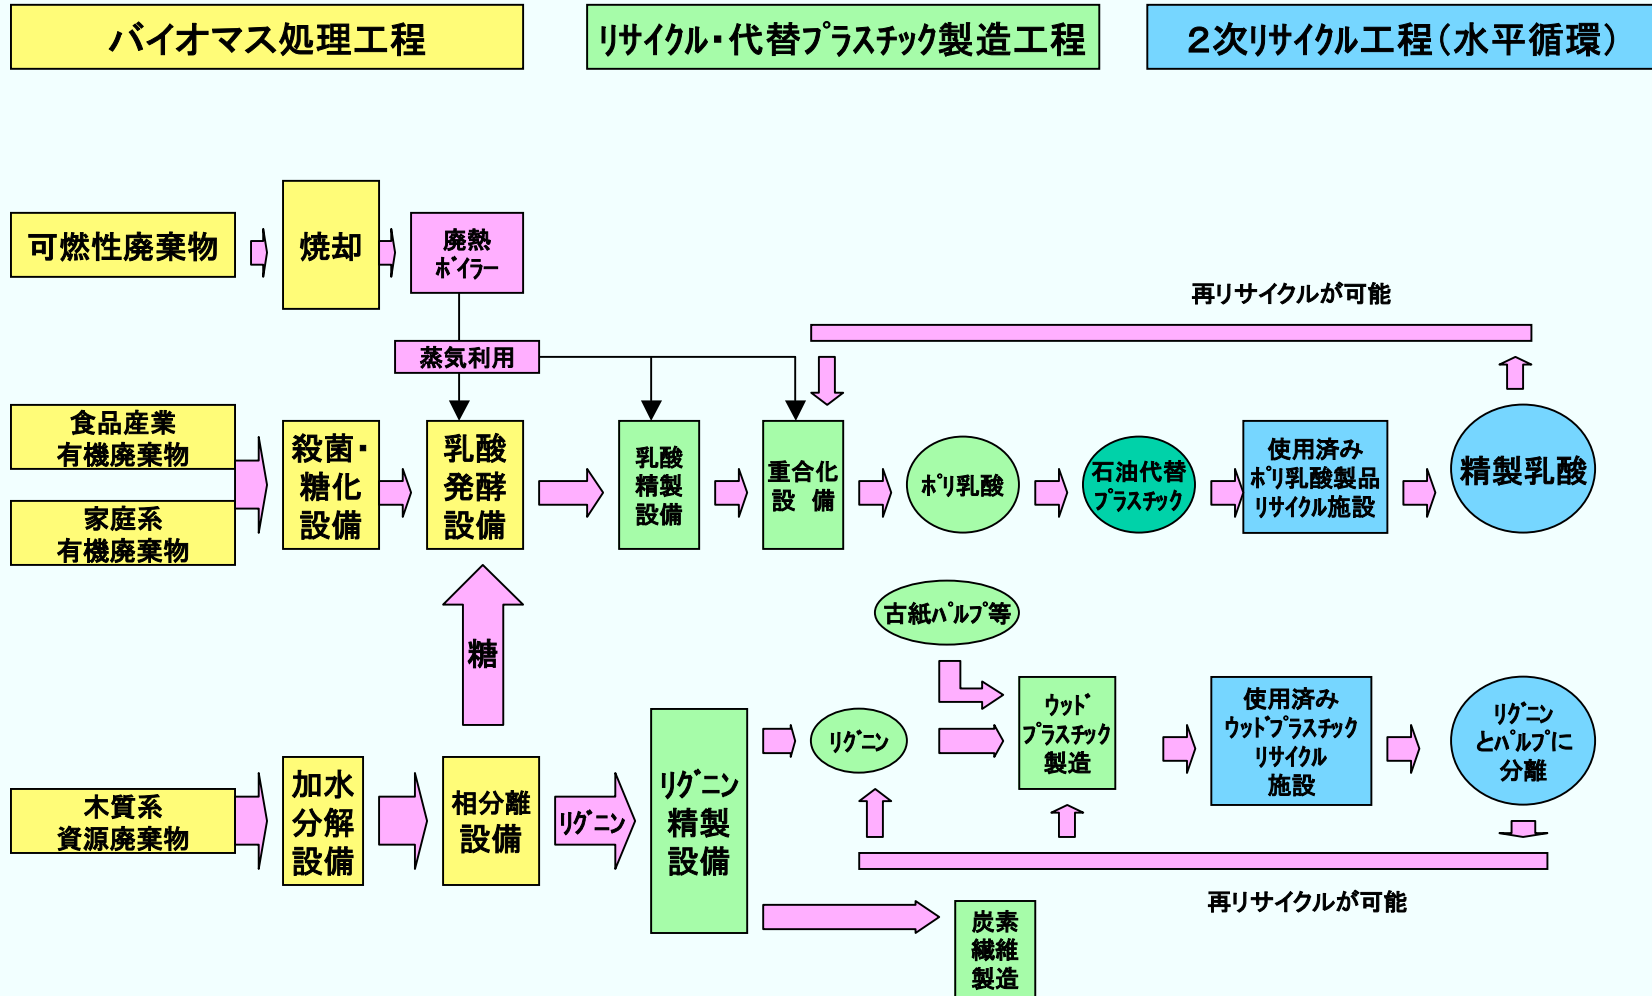 バイオマス処理工程
リサイクル・代替プラスチック製造工程
２次リサイクル工程（水平循環）
可燃性廃棄物
焼却
廃熱
ﾎﾞｲﾗｰ
再リサイクルが可能
蒸気利用
食品産業
有機廃棄物
家庭系
有機廃棄物
殺菌・
糖化
設備
乳酸
発酵
設備
乳酸
精製
設備
重合化
設　備
ﾎﾟﾘ乳酸
石油代替
ﾌﾟﾗｽﾁｯｸ
使用済み
ﾎﾟﾘ乳酸製品
ﾘｻｲｸﾙ施設
精製乳酸
糖
古紙ﾊﾟﾙﾌﾟ等
木質系
資源廃棄物
加水
分解
設備
相分離
設備
ﾘｸﾞﾆﾝ
ﾘｸﾞﾆﾝ
精製
設備
ﾘｸﾞﾆﾝ
ｳｯﾄﾞ
ﾌﾟﾗｽﾁｯｸ
製造
使用済み
ｳｯﾄﾞﾌﾟﾗｽﾁｯｸ
ﾘｻｲｸﾙ
施設
ﾘｸﾞﾆﾝ
とﾊﾟﾙﾌﾟに
分離
再リサイクルが可能
炭素
繊維
製造